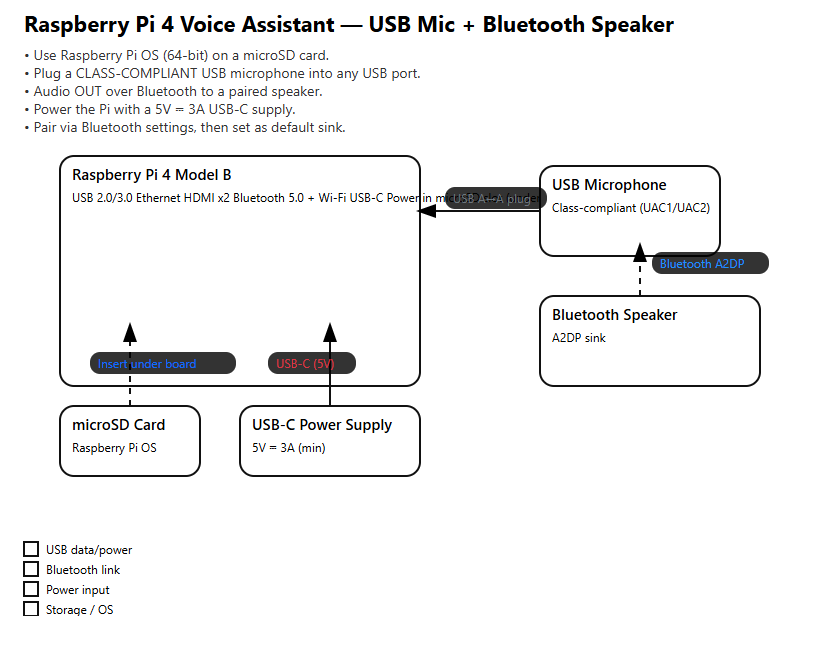 Raspberry Pi 4 Voice Assistant — USB Mic + Bluetooth Speaker
• Use Raspberry Pi OS (64-bit) on a microSD card.
• Plug a CLASS-COMPLIANT USB microphone into any USB port.
• Audio OUT over Bluetooth to a paired speaker.
• Power the Pi with a 5V ⎓ 3A USB-C supply.
• Pair via Bluetooth settings, then set as default sink.
Raspberry Pi 4 Model B
USB 2.0/3.0 Ethernet HDMI x2 Bluetooth 5.0 + Wi-Fi USB-C Power in
USB plug
USB Microphone
Class-compliant (UAC1/UAC2)
Bluetooth A2DP
Bluetooth Speaker
A2DP sink
Insert under board
USB-C (5V)
microSD Card
Raspberry Pi OS
USB-C Power Supply
5V ⎓ 3A (min)
USB data/power
Bluetooth link
Power input
Storage / OS